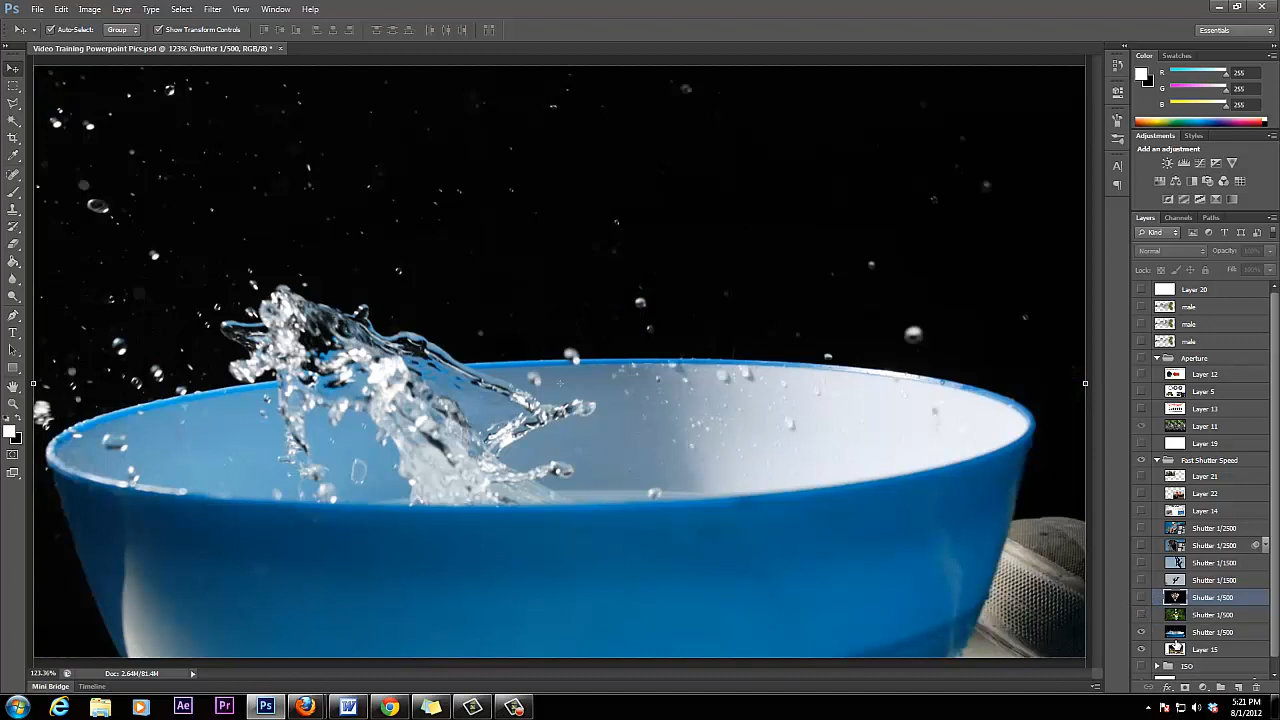 Ps File Edit Image Layer Type Select Filter View Window Help
Auto-Select: Group Show Transform Controls Essentials
Video Training Powerpoint Pics.psd @ 123% (Shutter 1/500, RGB/8) *
Color Swatches
R 255
G 255
B 255
Adjustments Styles
Add an adjustment
Layers Channels Paths
Kind
Normal Opacity: 100%
Lock: Fill: 100%
Layer 20
male
male
male
Aperture
Layer 12
Layer 5
Layer 13
Layer 11
Layer 19
Fast Shutter Speed
Layer 21
Layer 22
Layer 14
Shutter 1/2500
Shutter 1/2500
Shutter 1/1500
Shutter 1/1500
Shutter 1/500
Shutter 1/500
Shutter 1/500
Layer 15
ISO
123.36% Doc: 2.64M/81.4M
Mini Bridge Timeline
Ae Pr Ps
5:21 PM
8/1/2012